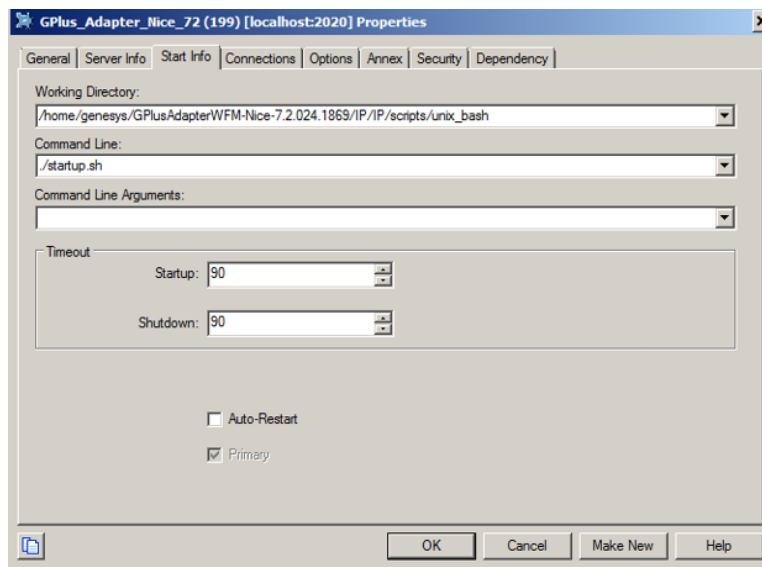 GPlus_Adapter_Nice_72 (199) [localhost:2020] Properties
General Server Info Start Info Connections Options Annex Security Dependency
Working Directory:
/home/genesys/GPlusAdapterWFM-Nice-7.2.024.1869/IP/IP/scripts/unix_bash
Command Line:
./startup.sh
Command Line Arguments:
Timeout
Startup: 90
Shutdown: 90
Auto-Restart
Primary
OK Cancel Make New Help